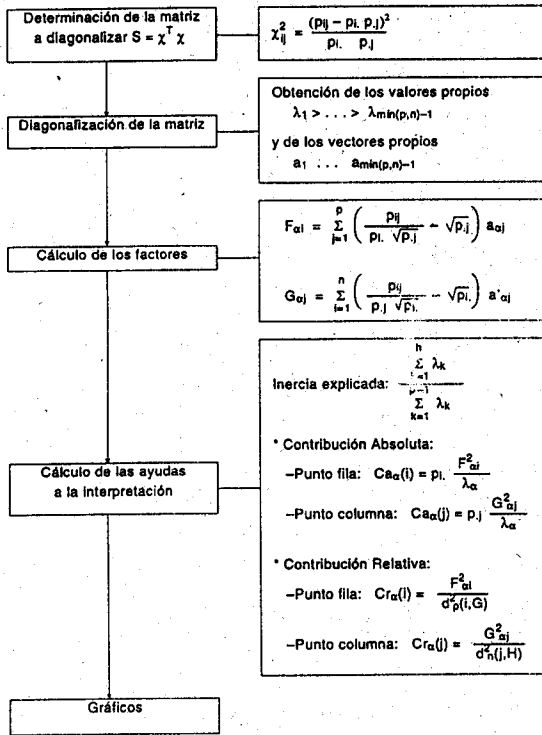 Determinación de la matriz
a diagonalizar S = χᵀ χ
χ²ij = (pij − pi. p.j)² / pi. p.j
Diagonalización de la matriz
Obtención de los valores propios
λ1 > . . . > λmin(p,n)−1
y de los vectores propios
a1 . . . amin(p,n)−1
Cálculo de los factores
Fαi = Σ j=1 p ( pij / pi. √p.j − √p.j ) aαj
Gαj = Σ i=1 n ( pij / p.j √pi. − √pi. ) a'αj
Cálculo de las ayudas
a la interpretación
Inercia explicada: h Σ =1 λk / p−1 Σ k=1 λk
* Contribución Absoluta:
–Punto fila: Caα(i) = pi. F²αi / λα
–Punto columna: Caα(j) = p.j G²αj / λα
* Contribución Relativa:
–Punto fila: Crα(i) = F²αi / d²p(i,G)
–Punto columna: Crα(j) = G²αj / d²n(j,H)
Gráficos